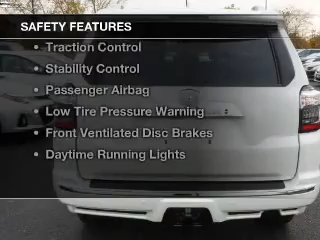 SAFETY FEATURES
• Traction Control
• Stability Control
• Passenger Airbag
• Low Tire Pressure Warning
• Front Ventilated Disc Brakes
• Daytime Running Lights